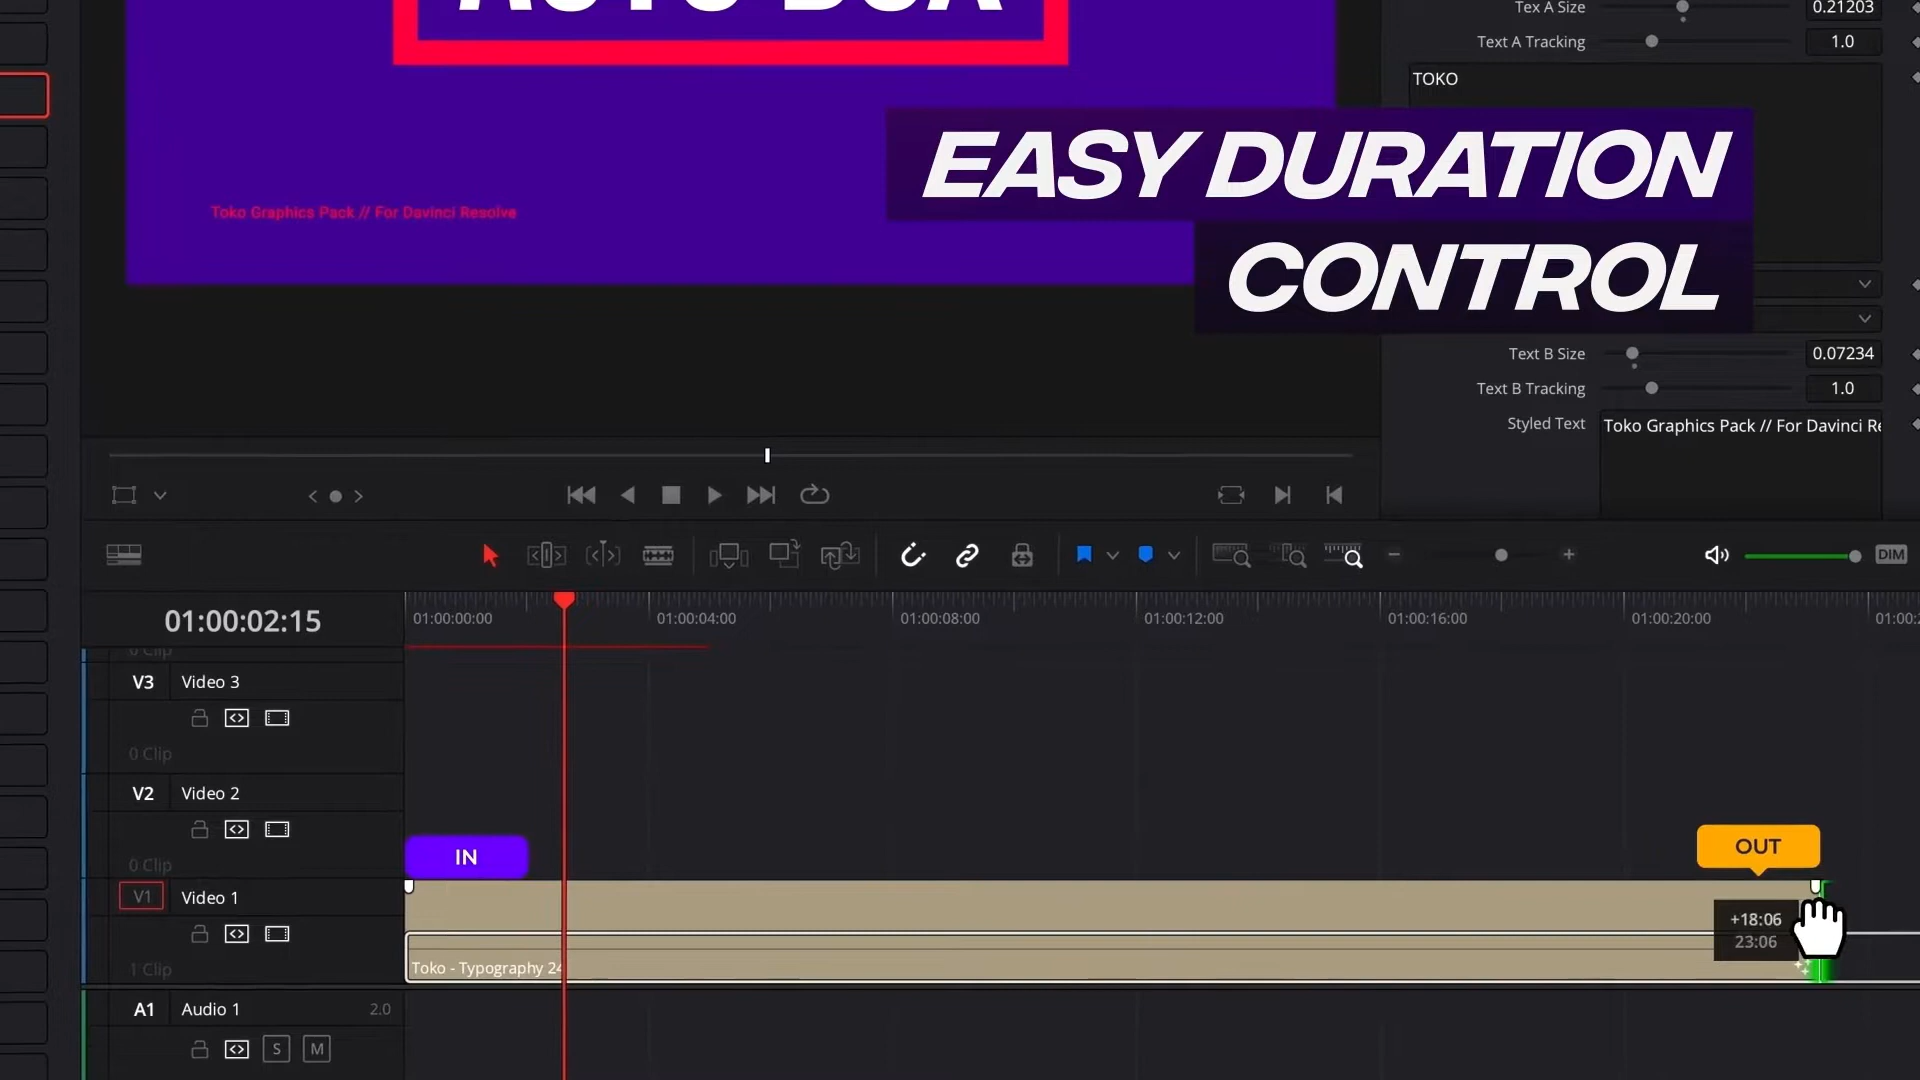 AUTO BOX
Tex A Size
0.21203
Text A Tracking
1.0
TOKO
EASY DURATION
CONTROL
Toko Graphics Pack // For Davinci Resolve
Text B Size
0.07234
Text B Tracking
1.0
Styled Text
Toko Graphics Pack // For Davinci Re
DIM
01:00:02:15
01:00:00:00
01:00:04:00
01:00:08:00
01:00:12:00
01:00:16:00
01:00:20:00
01:00:2
0 Clip
V3
Video 3
0 Clip
V2
Video 2
0 Clip
IN
OUT
V1
Video 1
1 Clip
+18:06
23:06
Toko - Typography 24
A1
Audio 1
2.0
S
M